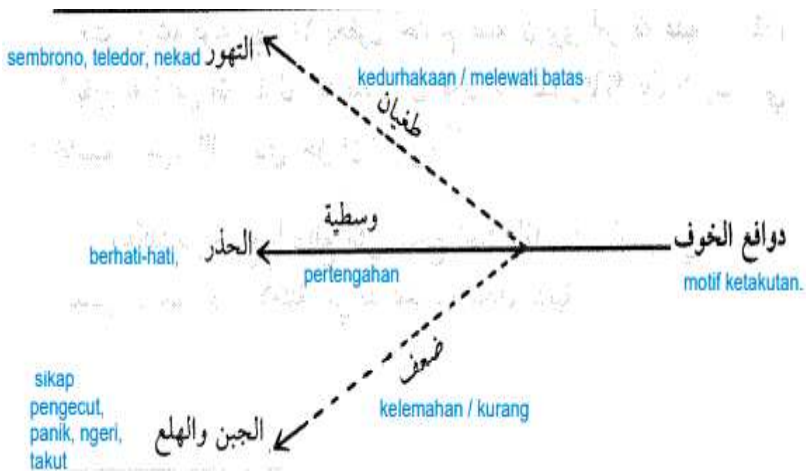 التهور
sembrono, teledor, nekad
kedurhakaan / melewati batas
طغيان
وسطية
دوافع الخوف
الحذر
berhati-hati,
pertengahan
motif ketakutan.
ضعف
kelemahan / kurang
sikap
pengecut,
panik, ngeri,
takut
الجبن والهلع